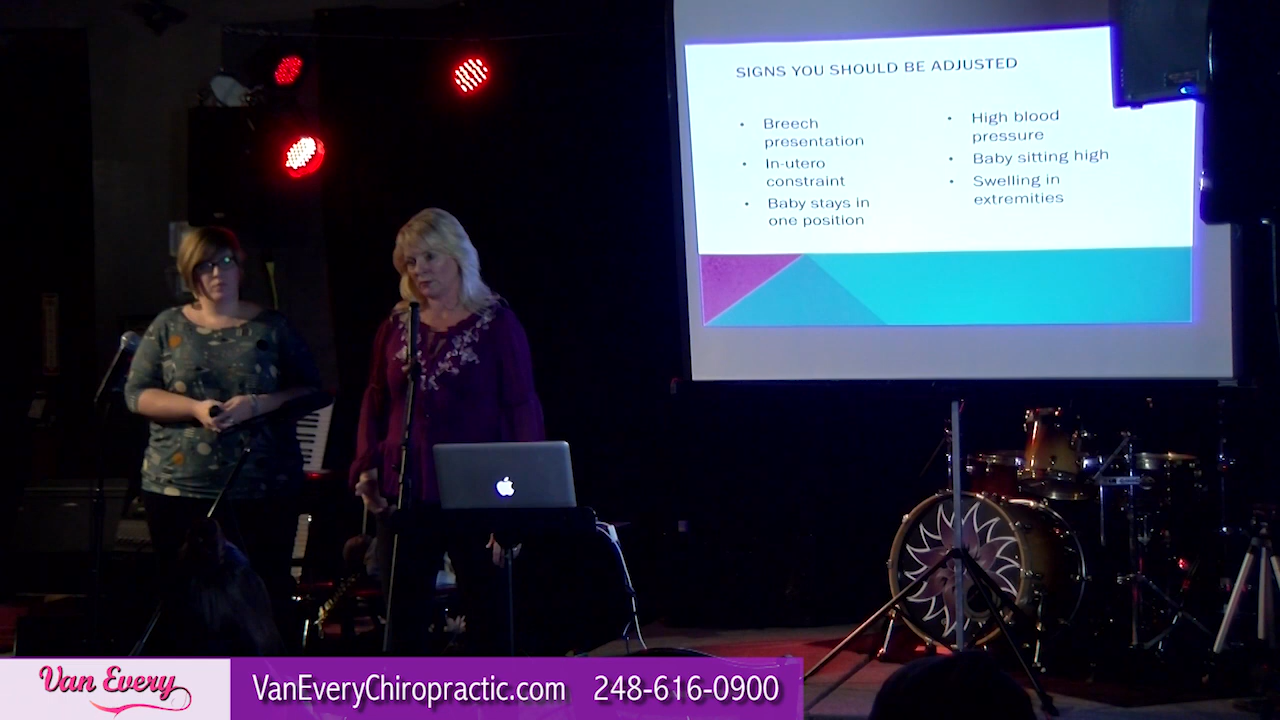 SIGNS YOU SHOULD BE ADJUSTED
• Breech
presentation
• In-utero
constraint
• Baby stays in
one position
• High blood
pressure
• Baby sitting high
• Swelling in
extremities
Van Every
VanEveryChiropractic.com 248-616-0900